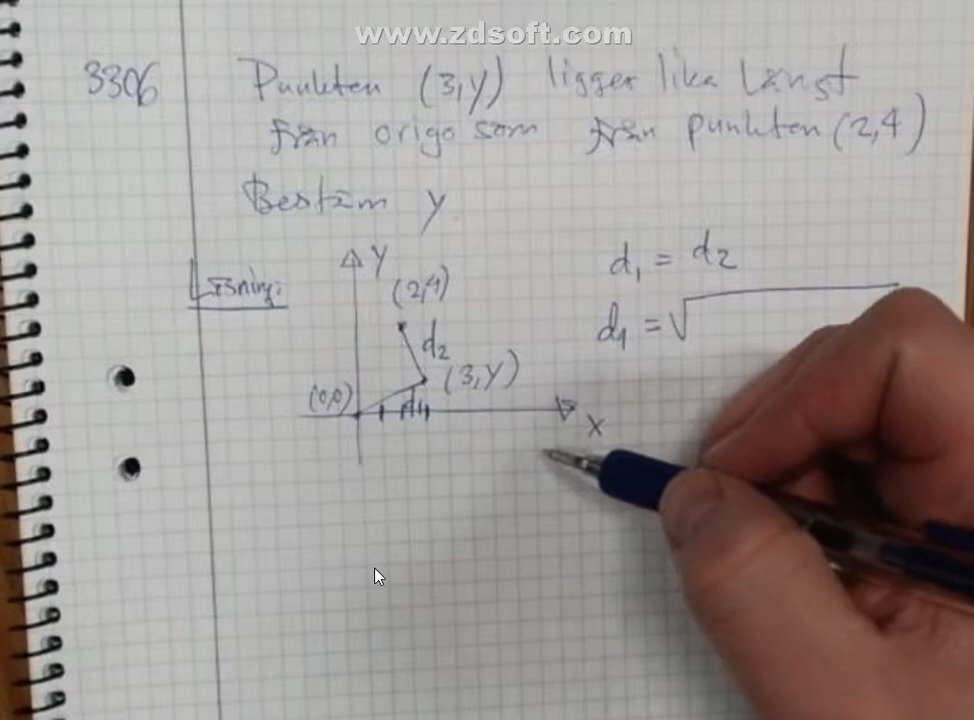 www.zdsoft.com
3306 Punkten (3,y) ligger lika långt
från origo som från punkten (2,4)
Bestäm y
Lösning:
y
(2,4)
d2
(3,y)
(0,0)
d1
x
d1 = d2
d1 = √